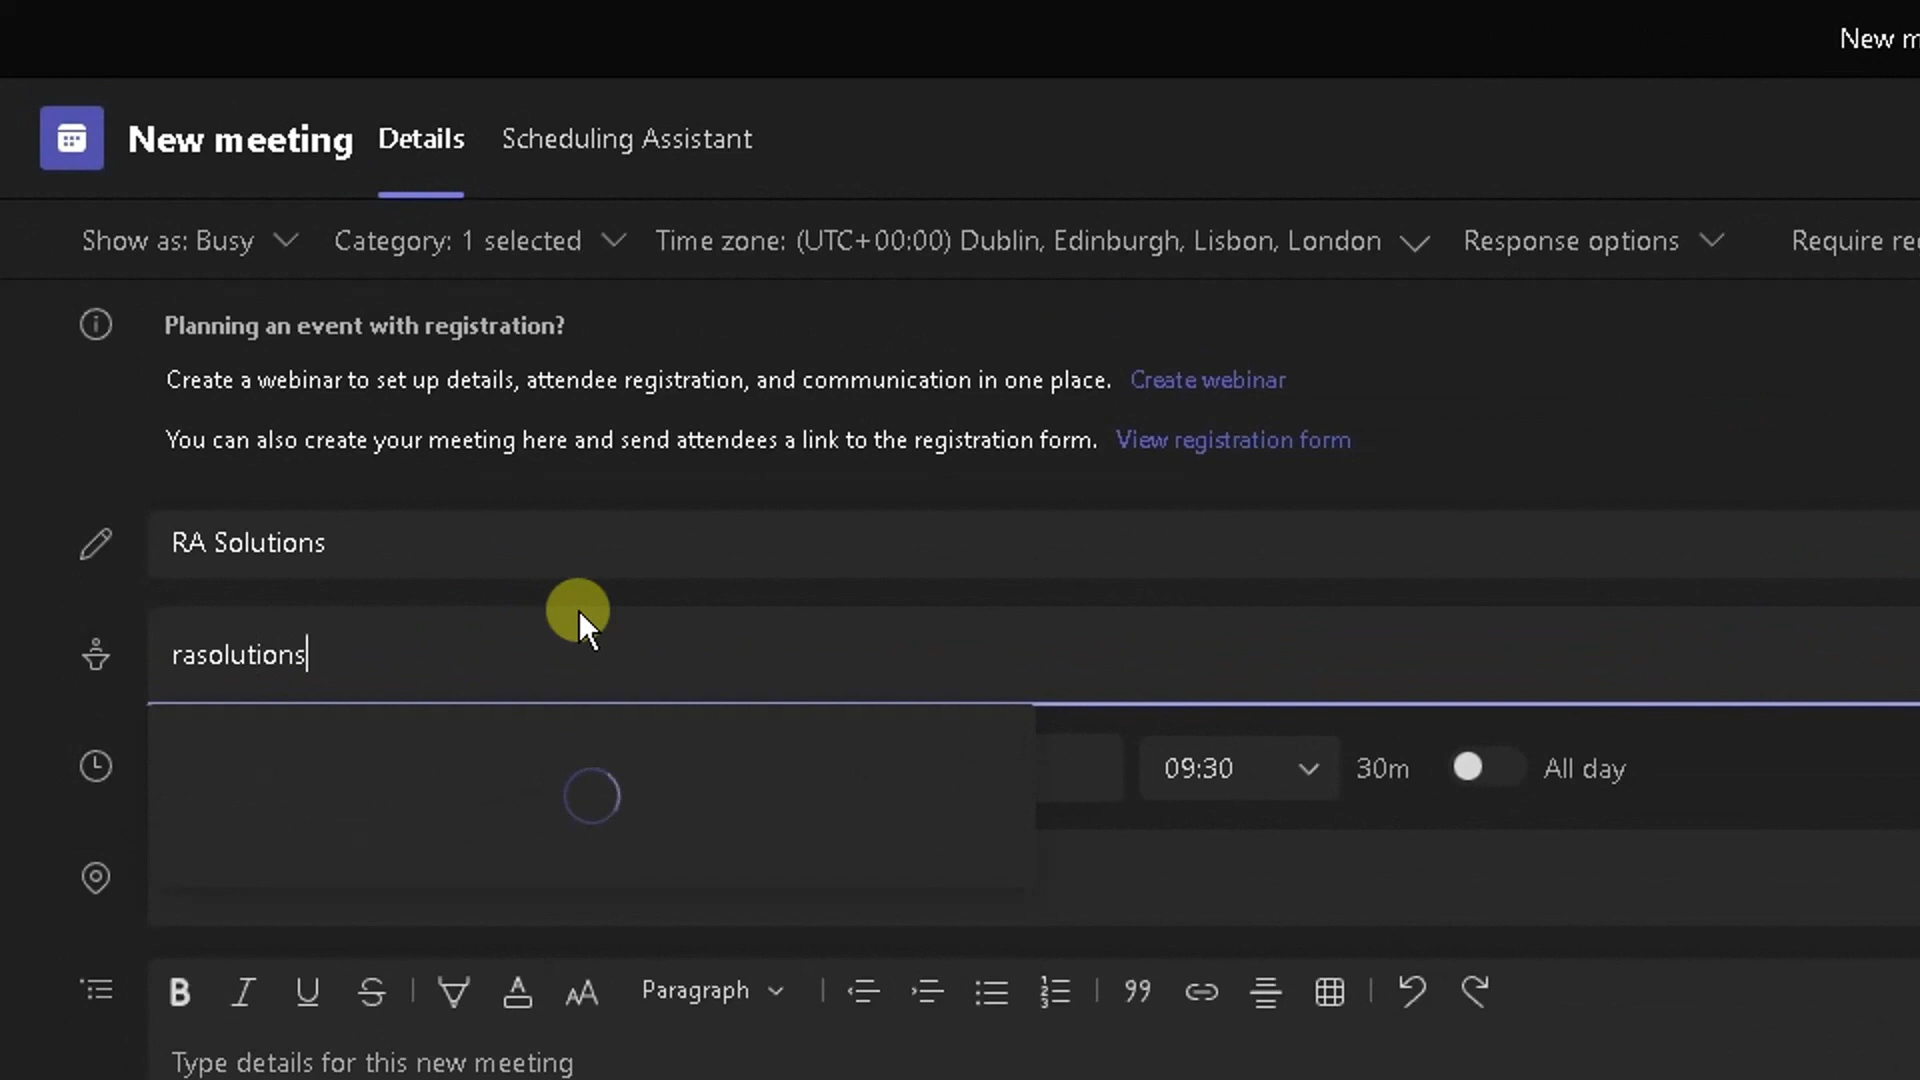 New m
New meeting Details Scheduling Assistant
Show as: Busy Category: 1 selected Time zone: (UTC+00:00) Dublin, Edinburgh, Lisbon, London Response options Require re
Planning an event with registration?
Create a webinar to set up details, attendee registration, and communication in one place. Create webinar
You can also create your meeting here and send attendees a link to the registration form. View registration form
RA Solutions
rasolutions
09:30 30m All day
B I U S A AA Paragraph 99
Type details for this new meeting